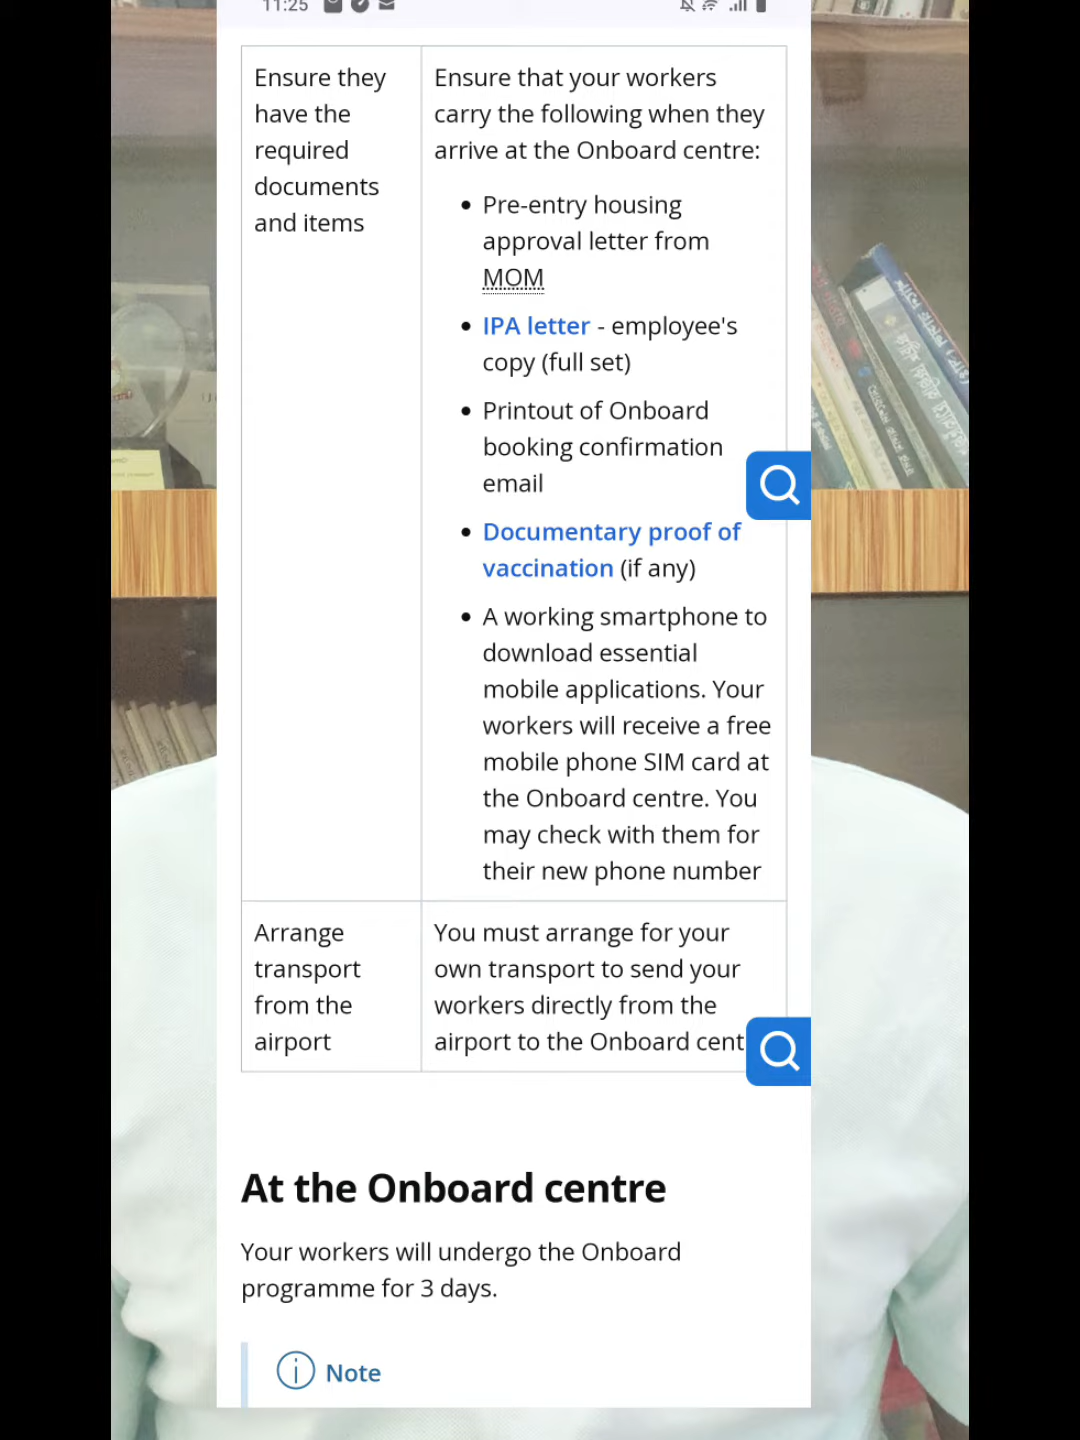 11:25
Ensure they
have the
required
documents
and items
Ensure that your workers
carry the following when they
arrive at the Onboard centre:
• Pre-entry housing
approval letter from
MOM
• IPA letter - employee's
copy (full set)
• Printout of Onboard
booking confirmation
email
• Documentary proof of
vaccination (if any)
• A working smartphone to
download essential
mobile applications. Your
workers will receive a free
mobile phone SIM card at
the Onboard centre. You
may check with them for
their new phone number
Arrange
transport
from the
airport
You must arrange for your
own transport to send your
workers directly from the
airport to the Onboard cent
At the Onboard centre
Your workers will undergo the Onboard
programme for 3 days.
Note